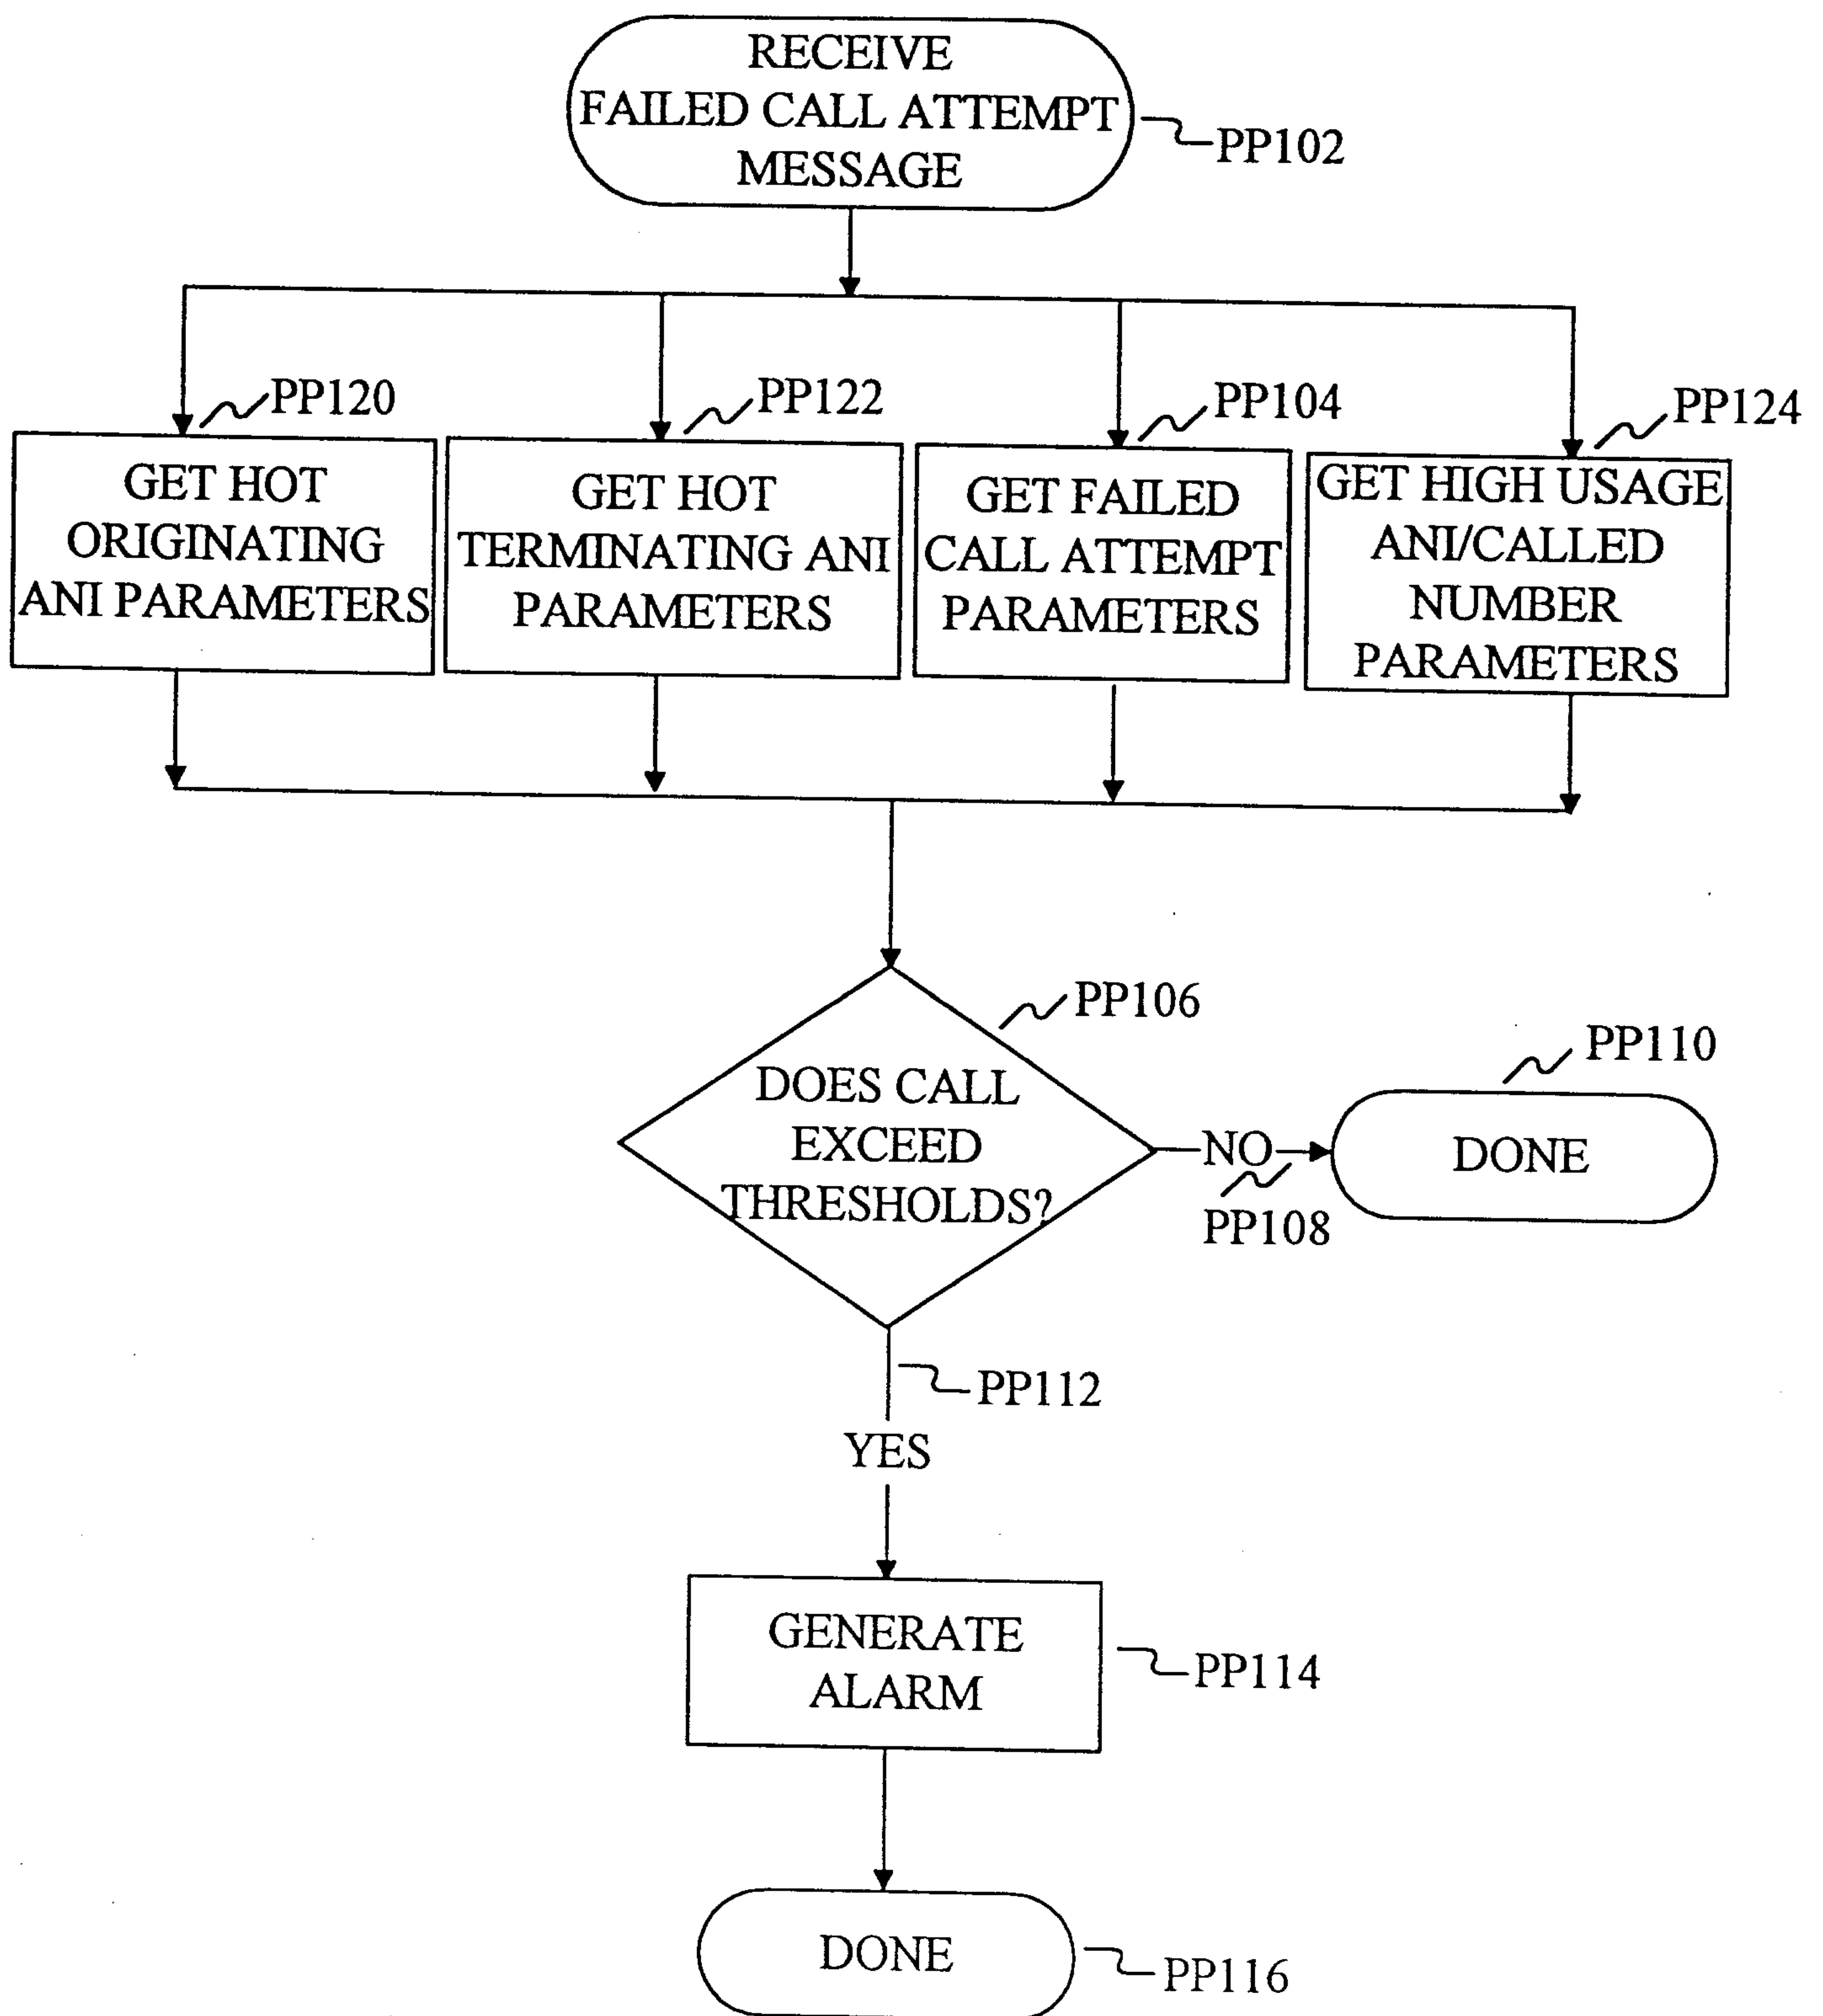 RECEIVE
FAILED CALL ATTEMPT
MESSAGE
PP102
PP120
PP122
PP104
PP124
GET HOT
ORIGINATING
ANI PARAMETERS
GET HOT
TERMINATING ANI
PARAMETERS
GET FAILED
CALL ATTEMPT
PARAMETERS
GET HIGH USAGE
ANI/CALLED
NUMBER
PARAMETERS
PP106
DOES CALL
EXCEED
THRESHOLDS?
NO
PP108
PP110
DONE
PP112
YES
GENERATE
ALARM
PP114
DONE
PP116